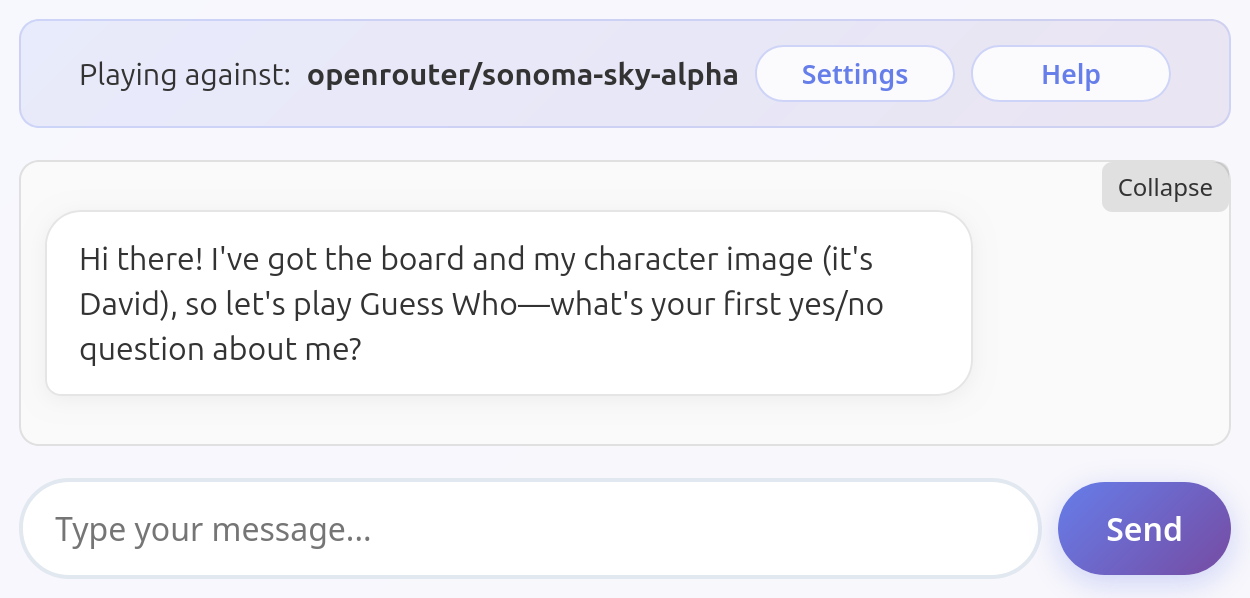 Playing against: openrouter/sonoma-sky-alpha Settings Help
Collapse
Hi there! I've got the board and my character image (it's
David), so let's play Guess Who—what's your first yes/no
question about me?
Type your message... Send